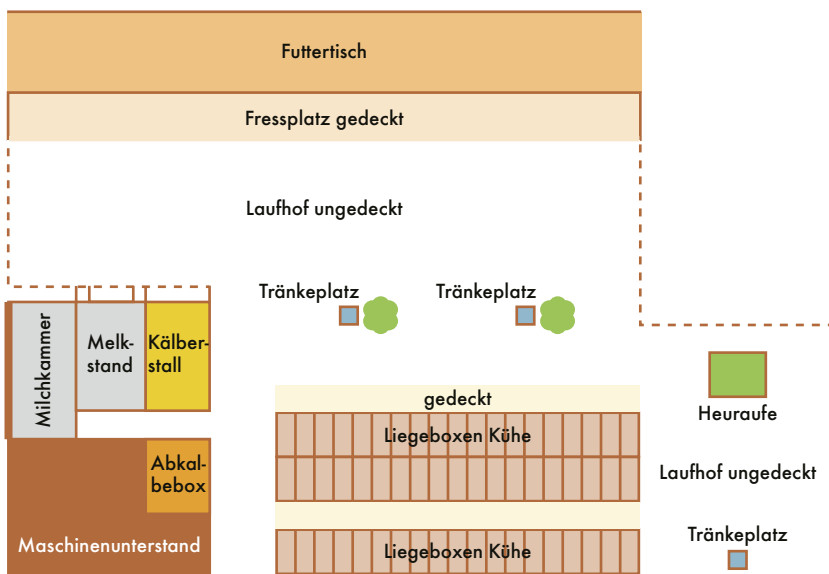 Futtertisch
Fressplatz gedeckt
Laufhof ungedeckt
Tränkeplatz
Tränkeplatz
Milchkammer
Melk-
stand
Kälber-
stall
gedeckt
Liegeboxen Kühe
Heuraufe
Abkal-
bebox
Laufhof ungedeckt
Maschinenunterstand
Liegeboxen Kühe
Tränkeplatz